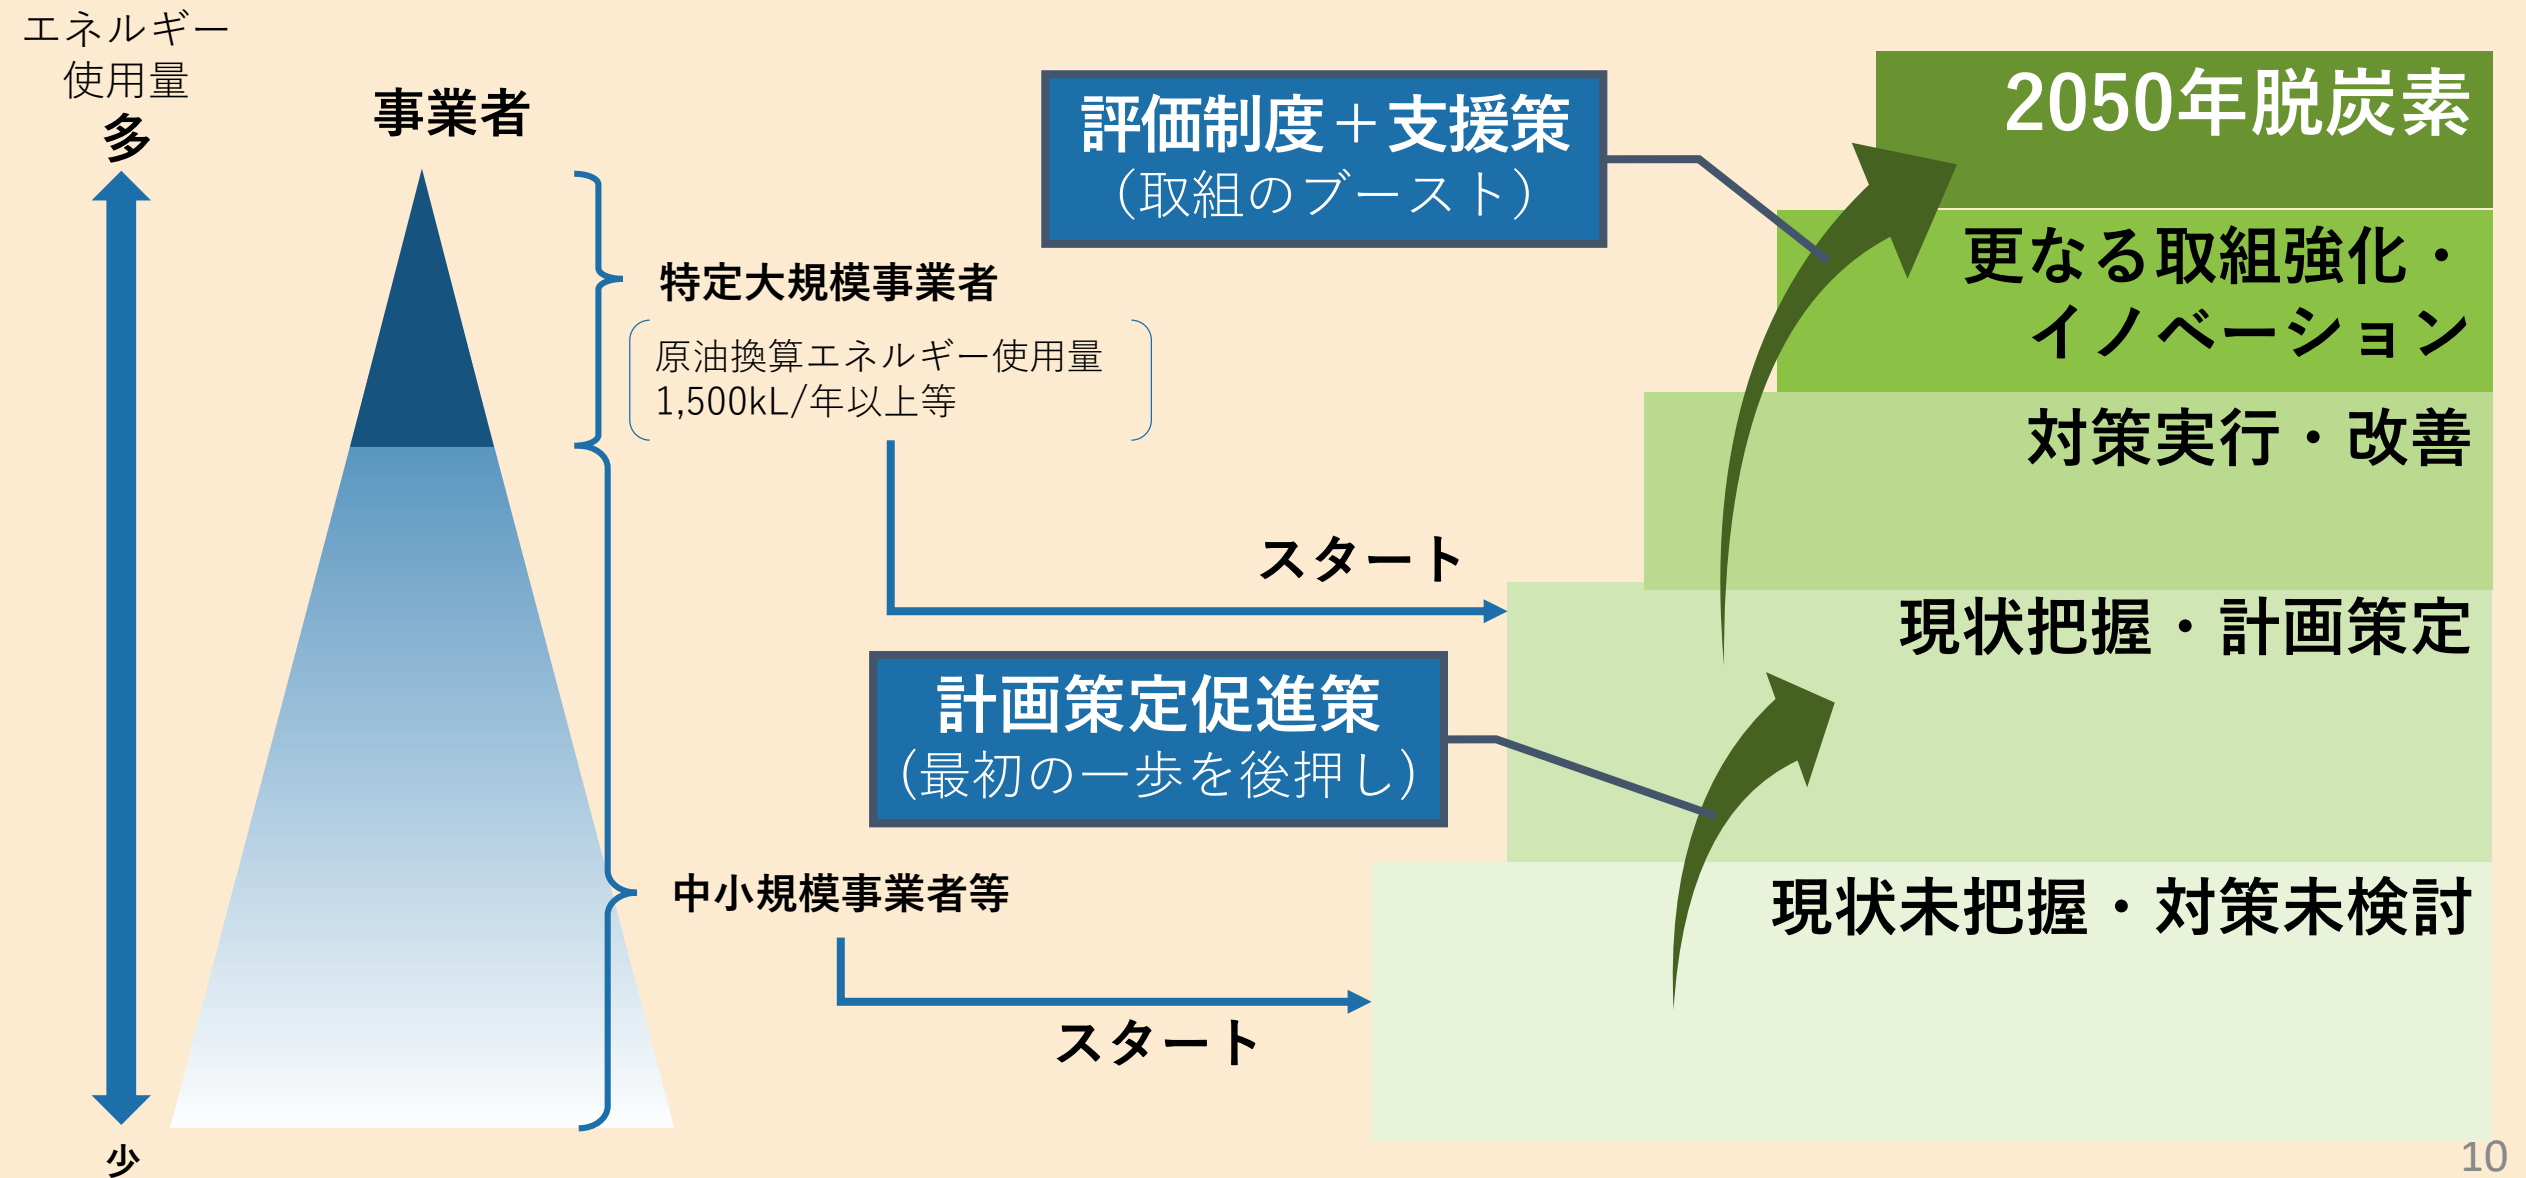 エネルギー
使用量
多
少
事業者
特定大規模事業者
原油換算エネルギー使用量
1,500kL/年以上等
スタート
中小規模事業者等
スタート
評価制度＋支援策
（取組のブースト）
計画策定促進策
（最初の一歩を後押し）
2050年脱炭素
更なる取組強化・
イノベーション
対策実行・改善
現状把握・計画策定
現状未把握・対策未検討
10